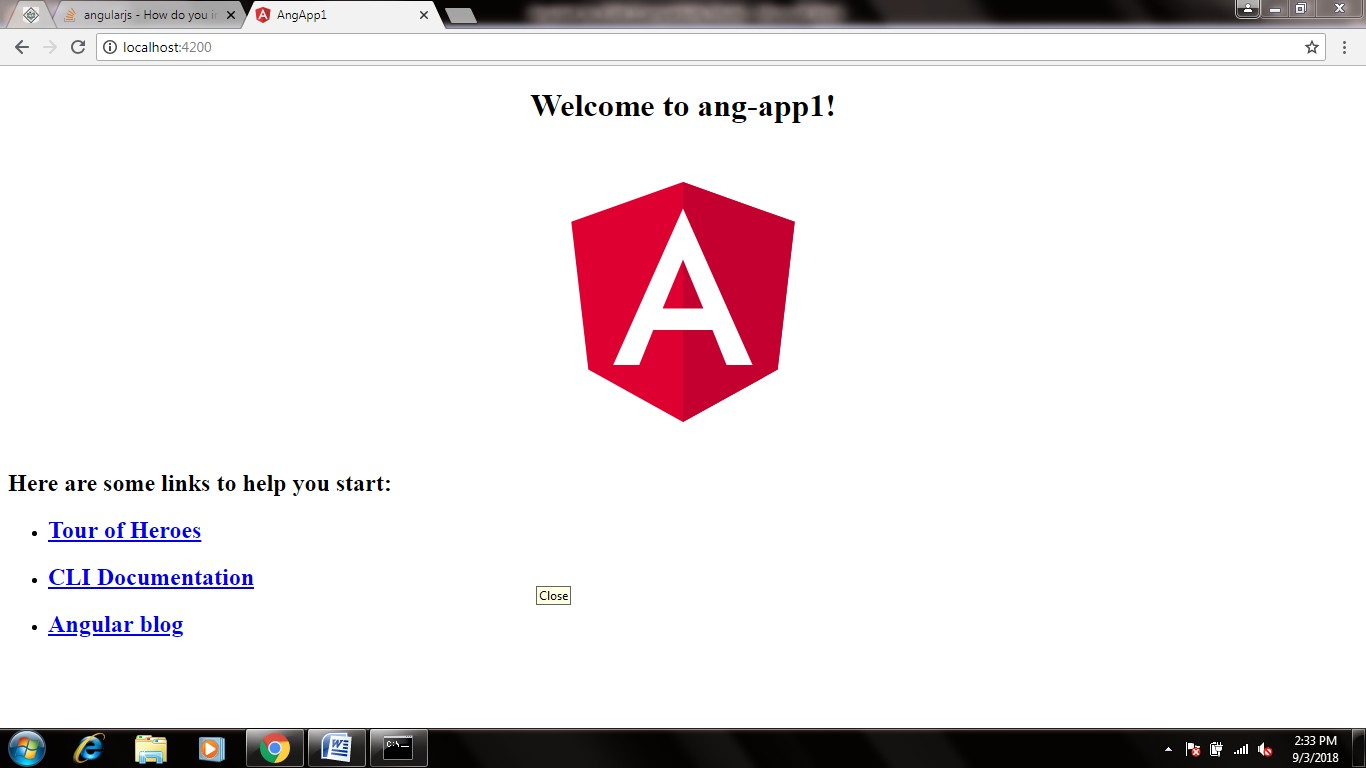 angularjs - How do you in
AngApp1
localhost:4200
Welcome to ang-app1!
A
Here are some links to help you start:
Tour of Heroes
CLI Documentation
Close
Angular blog
C:\
2:33 PM
9/3/2018